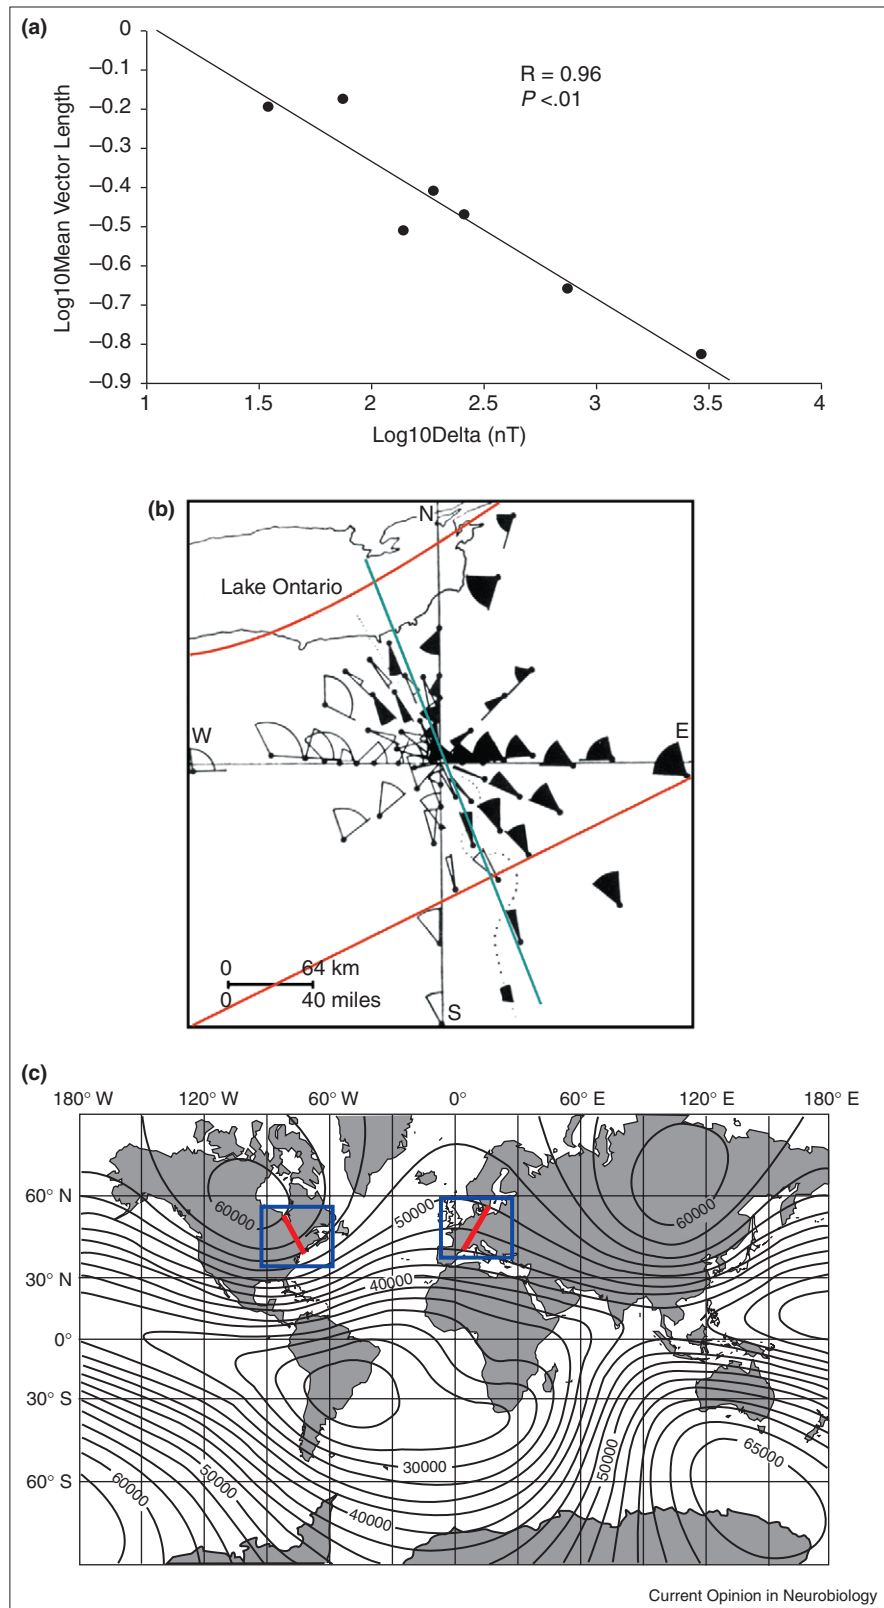 (a)
0
–0.1
–0.2
–0.3
–0.4
–0.5
–0.6
–0.7
–0.8
–0.9
Log10Mean Vector Length
R = 0.96
P <.01
1
1.5
2
2.5
3
3.5
4
Log10Delta (nT)
(b)
N
Lake Ontario
W
E
0
64 km
0
40 miles
S
(c)
180° W
120° W
60° W
0°
60° E
120° E
180° E
60° N
30° N
0°
30° S
60° S
60000
50000
60000
40000
30000
50000
65000
60000
50000
40000
Current Opinion in Neurobiology